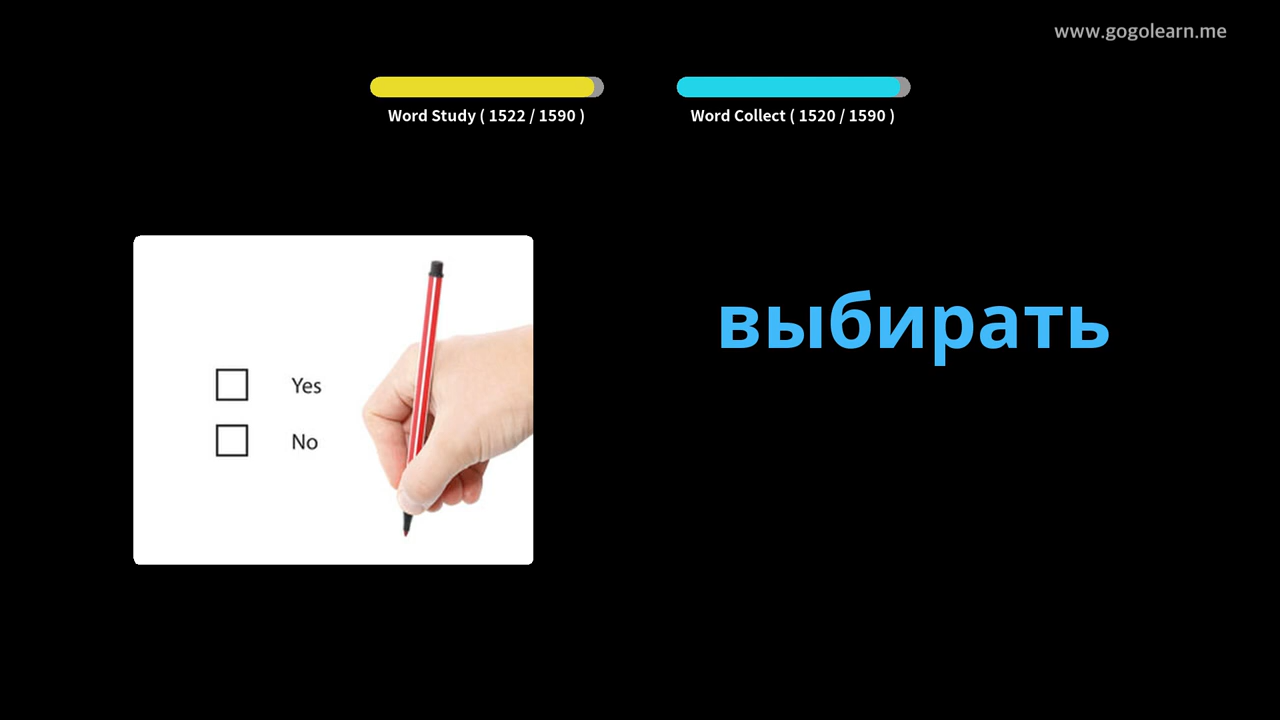 www.gogolearn.me
Word Study ( 1522 / 1590 )
Word Collect ( 1520 / 1590 )
выбирать
Yes
No